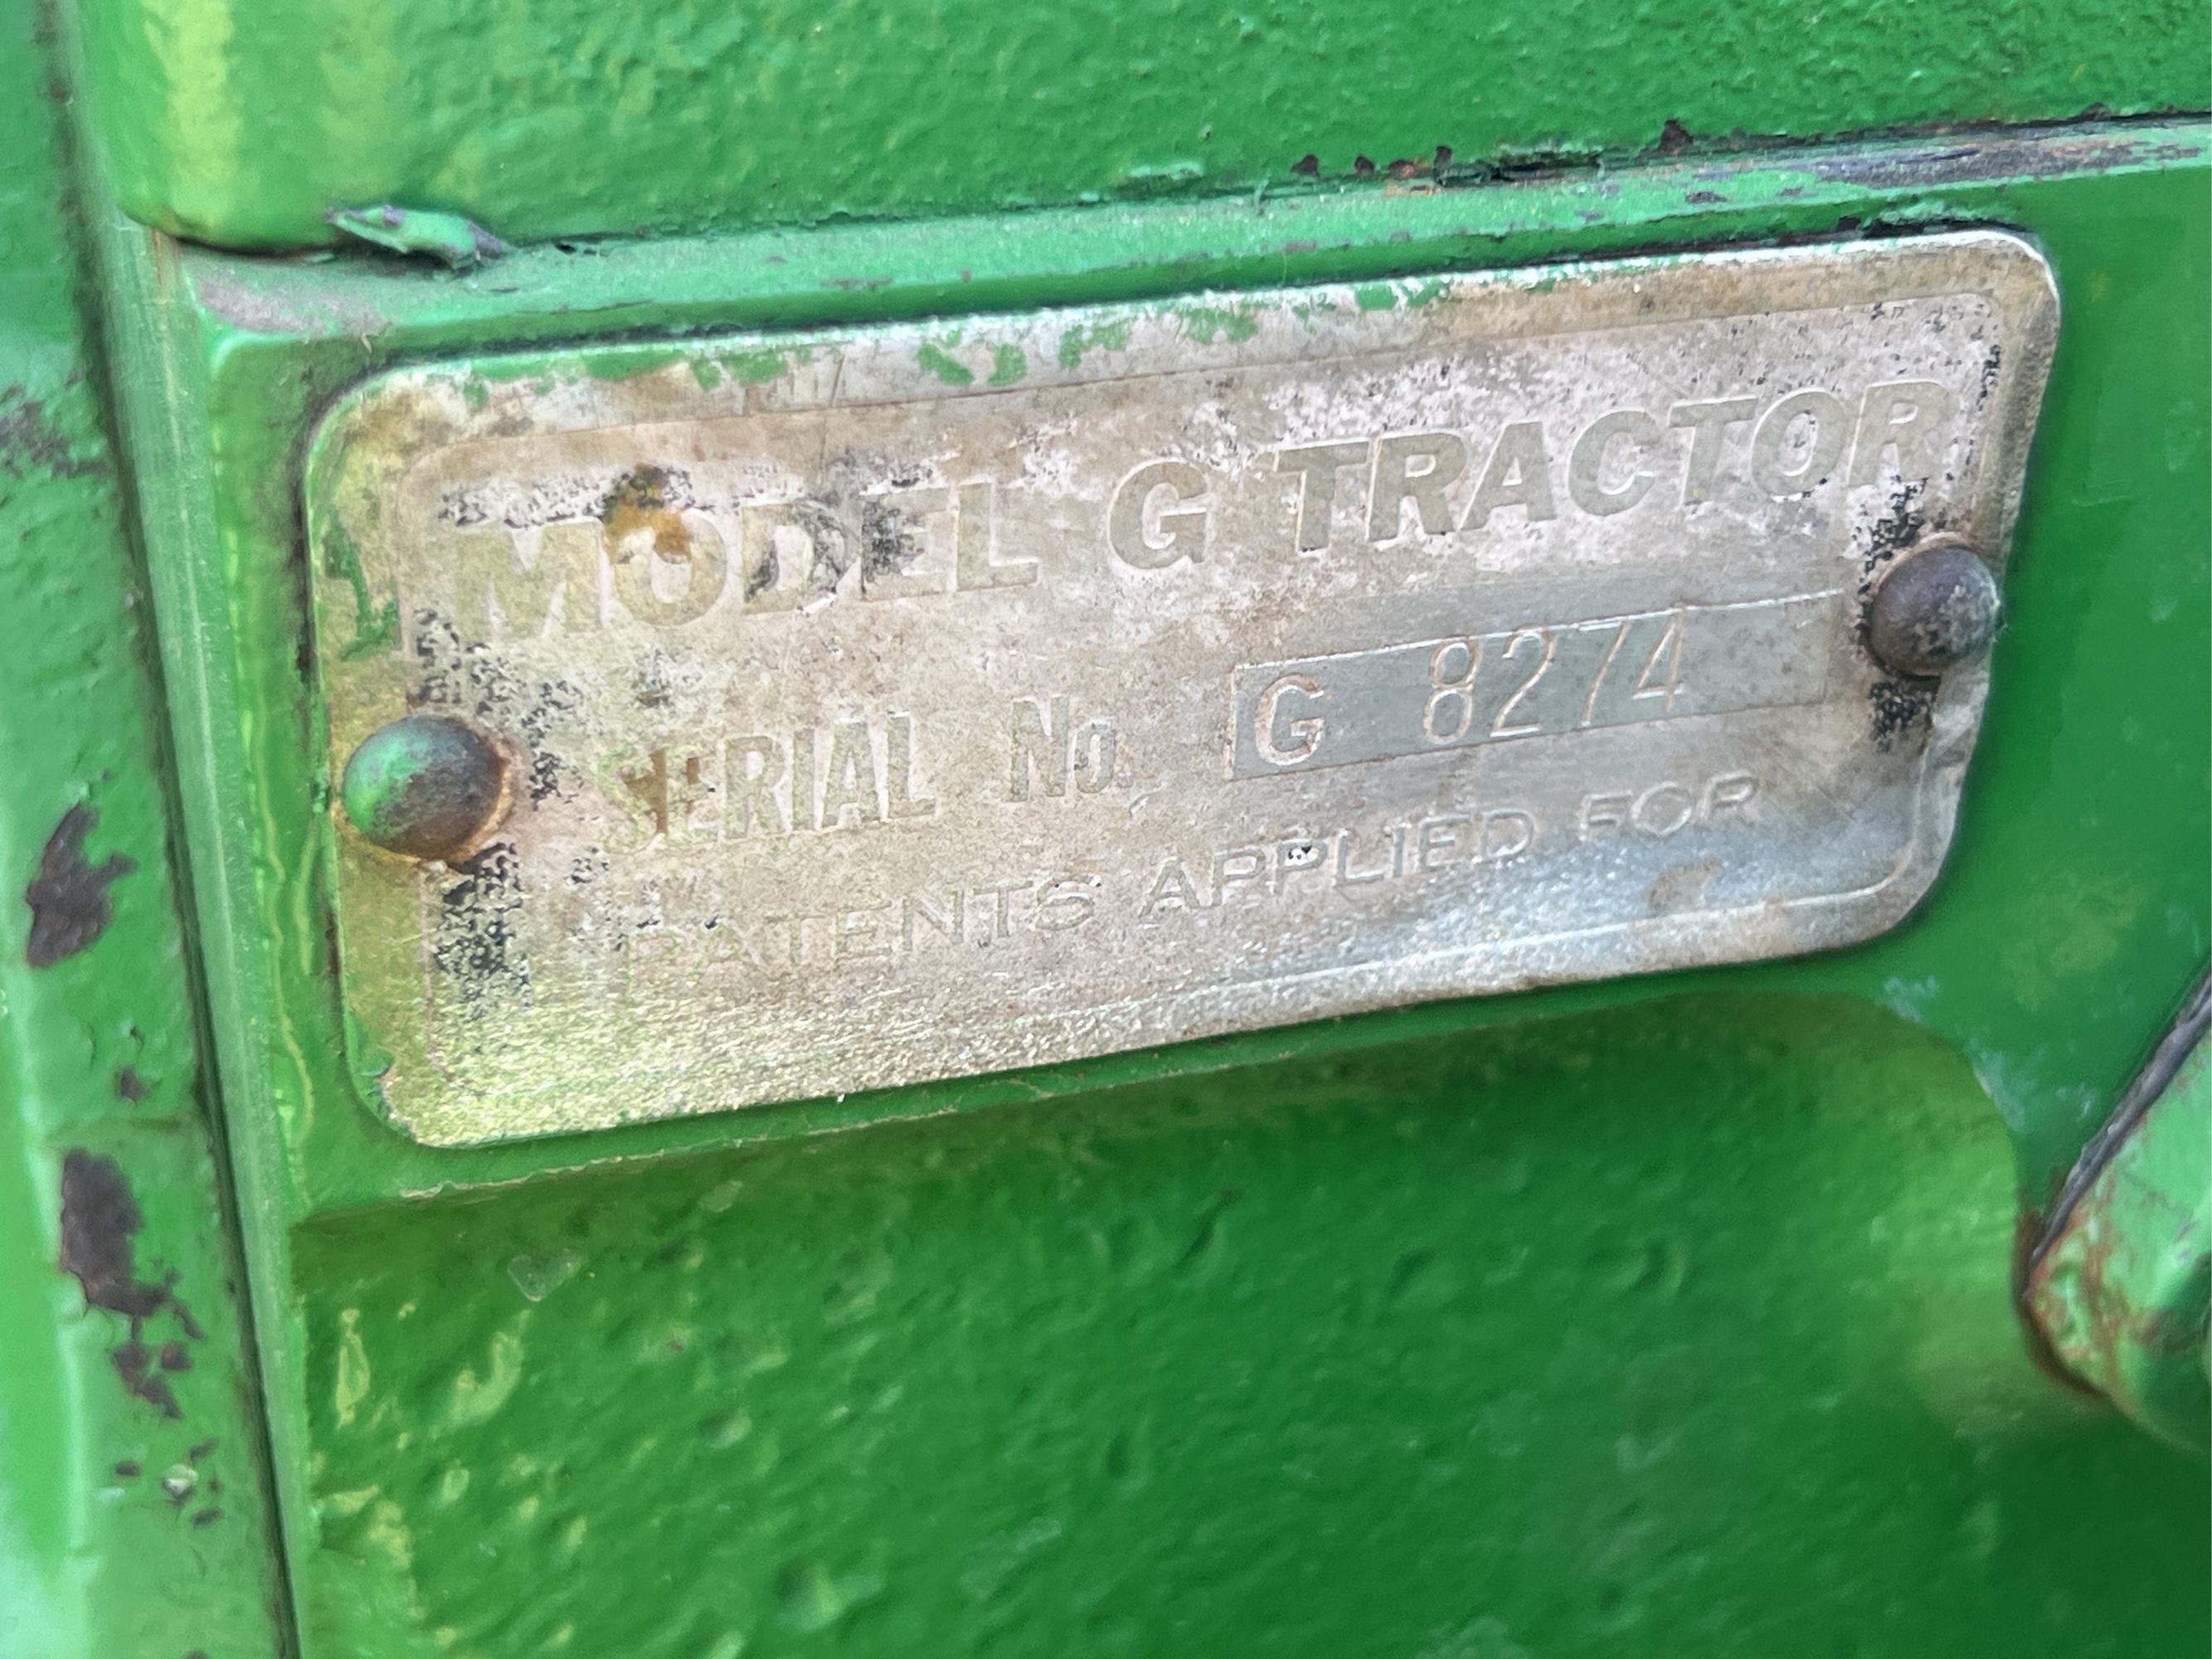 MODEL G TRACTOR
SERIAL No. G 8274
PATENTS APPLIED FOR